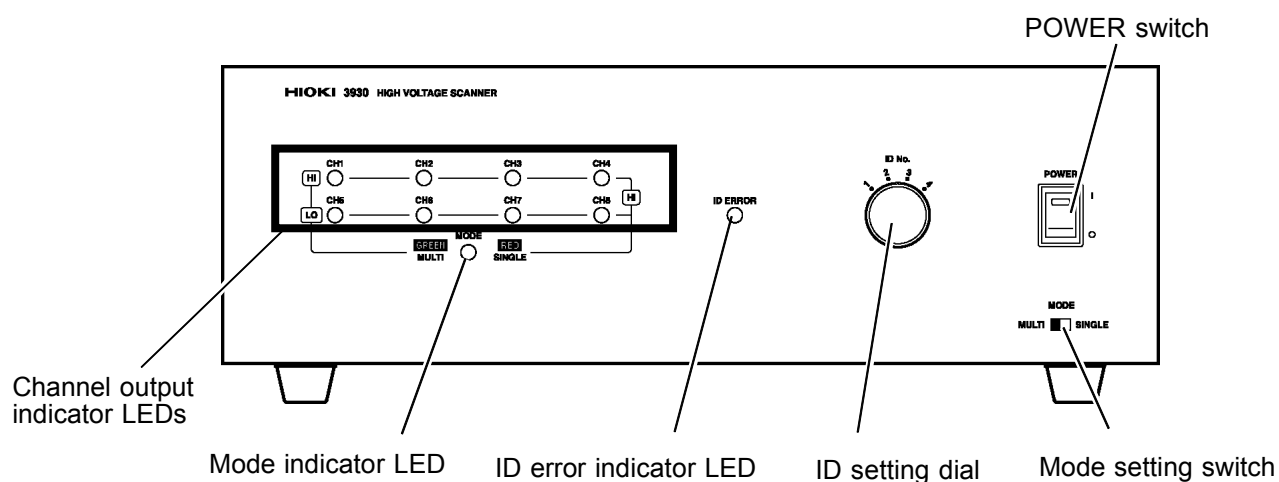 POWER switch
HIOKI 3930 HIGH VOLTAGE SCANNER
CH1 CH2 CH3 CH4
HI
CH5 CH6 CH7 CH8
LO
HI
GREEN MODE RED
MULTI SINGLE
ID ERROR
ID No.
1 2 3 4
POWER
I
O
MODE
MULTI SINGLE
Channel output
indicator LEDs
Mode indicator LED
ID error indicator LED
ID setting dial
Mode setting switch